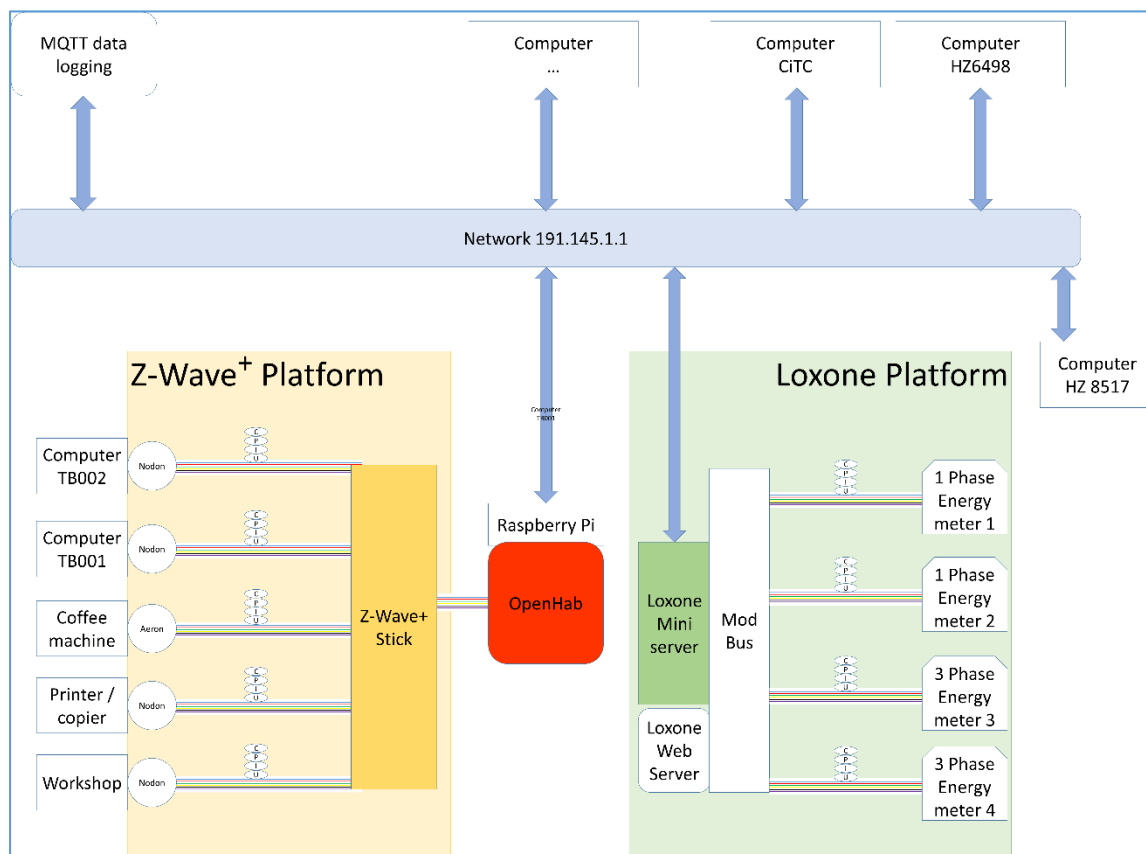 MQTT data
logging
Computer
...
Computer
CiTC
Computer
HZ6498
Network 191.145.1.1
Computer
HZ 8517
Z-Wave+ Platform
Computer
TB002
Nodon
C
P
I
U
Computer
TB001
Nodon
C
P
I
U
Coffee
machine
Aeron
C
P
I
U
Printer /
copier
Nodon
C
P
I
U
Workshop
Nodon
C
P
I
U
Z-Wave+
Stick
Computer
TB001
Raspberry Pi
OpenHab
Loxone Platform
Loxone
Mini
server
Loxone
Web
Server
Mod
Bus
C
P
I
U
1 Phase
Energy
meter 1
C
P
I
U
1 Phase
Energy
meter 2
C
P
I
U
3 Phase
Energy
meter 3
C
P
I
U
3 Phase
Energy
meter 4